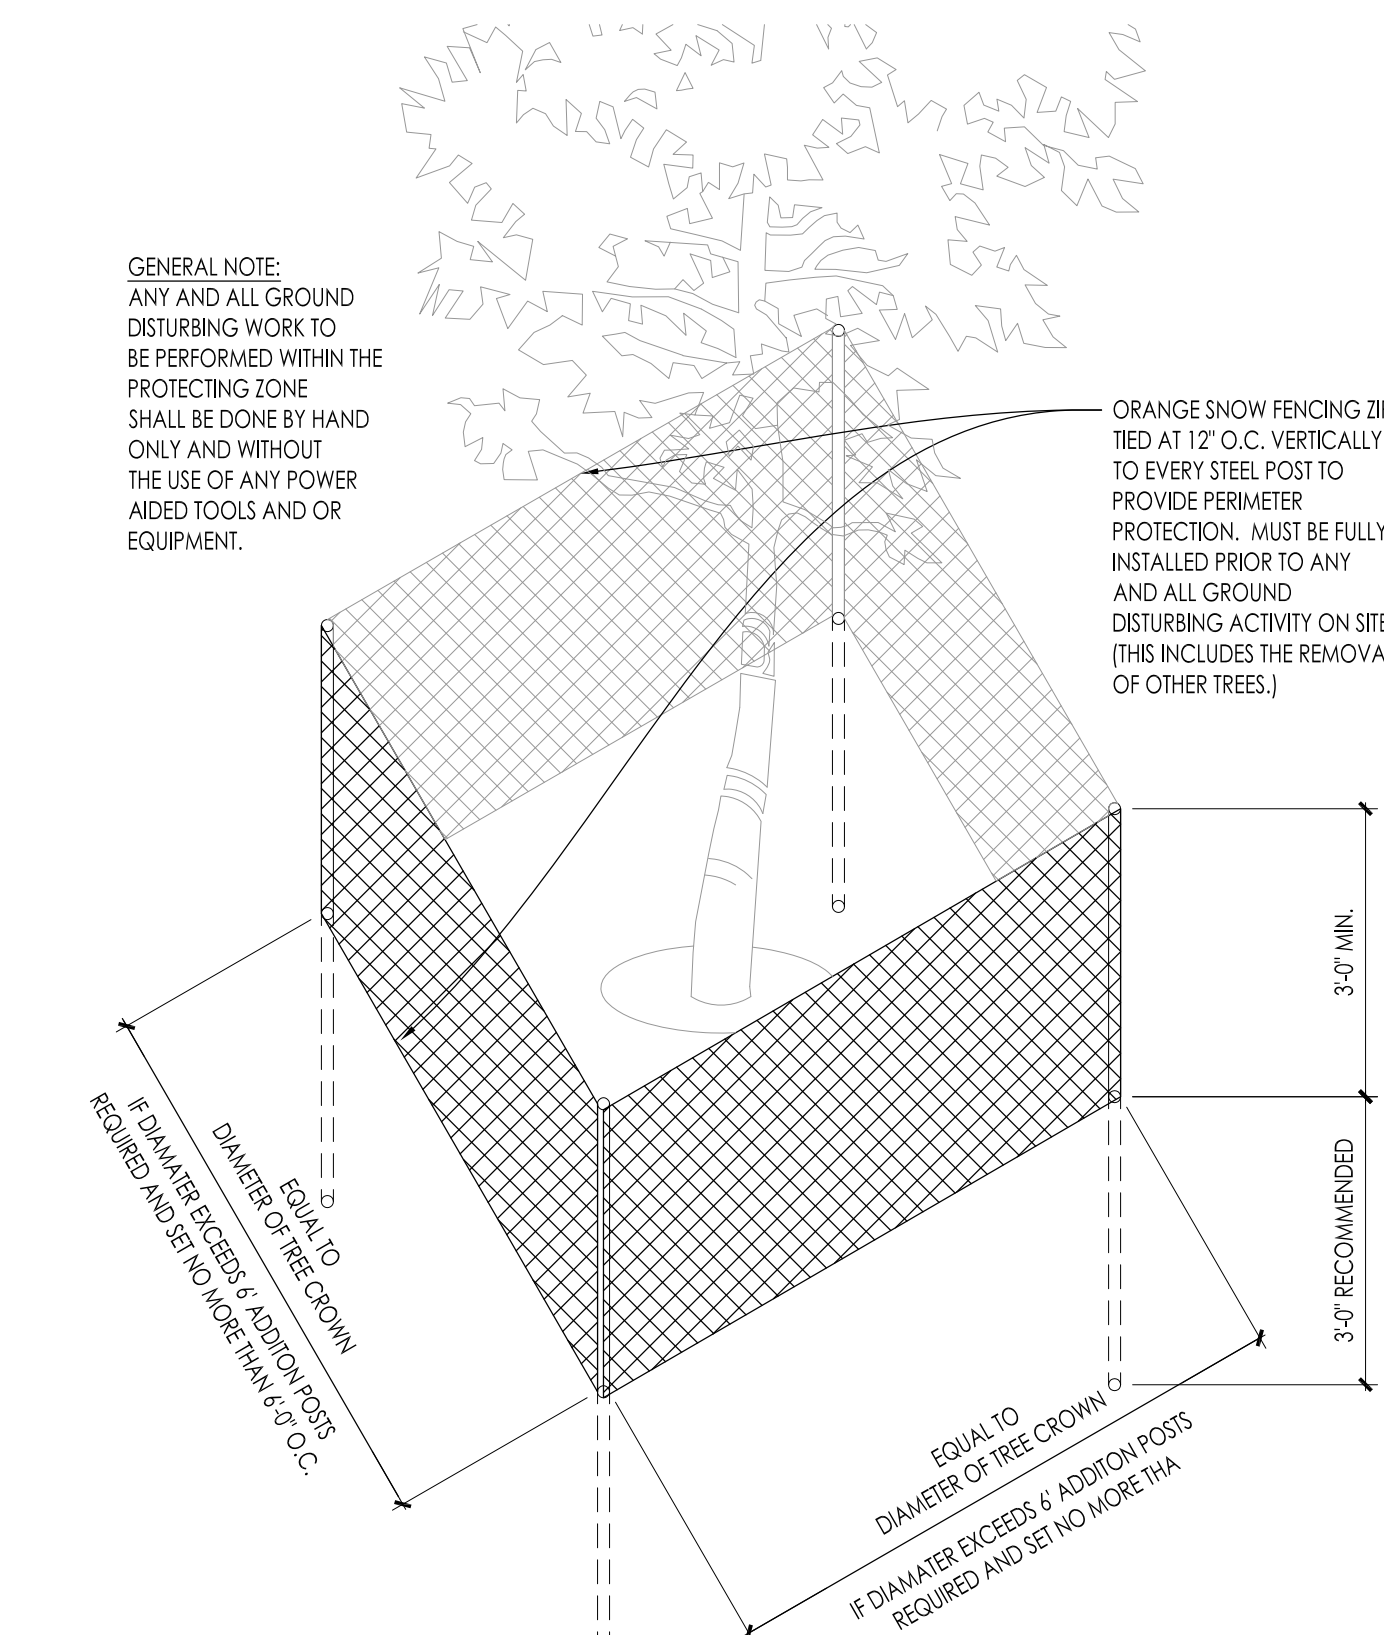 GENERAL NOTE:
ANY AND ALL GROUND
DISTURBING WORK TO
BE PERFORMED WITHIN THE
PROTECTING ZONE
SHALL BE DONE BY HAND
ONLY AND WITHOUT
THE USE OF ANY POWER
AIDED TOOLS AND OR
EQUIPMENT.
ORANGE SNOW FENCING ZIP
TIED AT 12" O.C. VERTICALLY
TO EVERY STEEL POST TO
PROVIDE PERIMETER
PROTECTION. MUST BE FULLY
INSTALLED PRIOR TO ANY
AND ALL GROUND
DISTURBING ACTIVITY ON SITE
(THIS INCLUDES THE REMOVA
OF OTHER TREES.)
3'-0" MIN.
3'-0" RECOMMENDED
EQUAL TO
DIAMETER OF TREE CROWN
IF DIAMATER EXCEEDS 6' ADDITON POSTS
REQUIRED AND SET NO MORE THAN 6'-0" O.C.
EQUAL TO
DIAMETER OF TREE CROWN
IF DIAMATER EXCEEDS 6' ADDITON POSTS
REQUIRED AND SET NO MORE THA